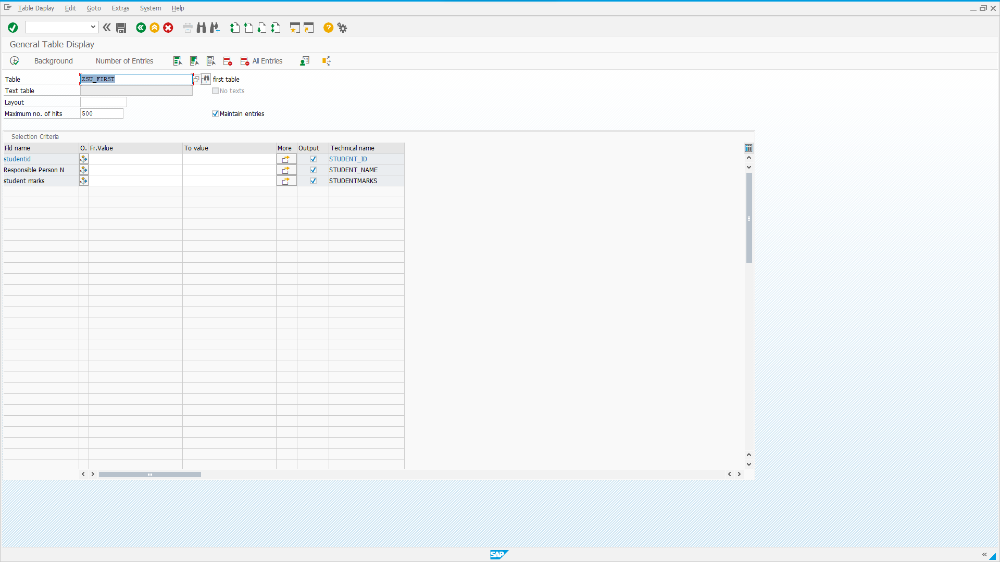 Table Display Edit Goto Extras System Help
General Table Display
Background Number of Entries All Entries
Table ZSU_FIRST first table
Text table No texts
Layout
Maximum no. of hits 500 Maintain entries
Selection Criteria
Fld name O. Fr.Value To value More Output Technical name
studentid STUDENT_ID
Responsible Person N STUDENT_NAME
student marks STUDENTMARKS
SAP